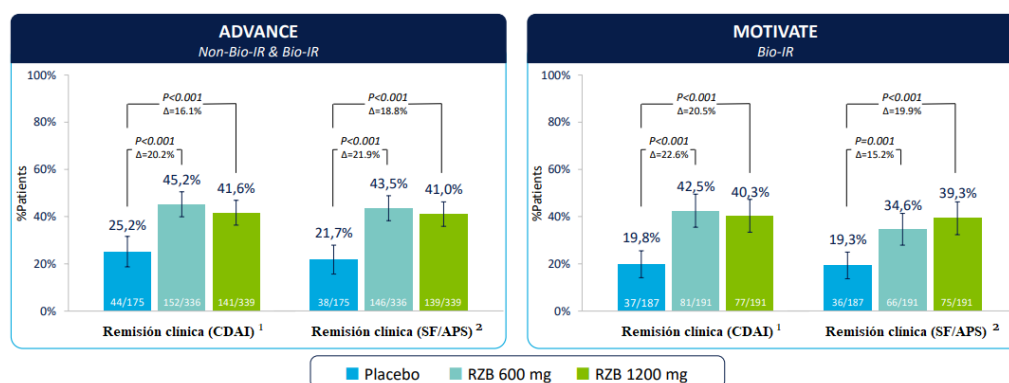 ADVANCE
Non-Bio-IR & Bio-IR
100%
80%
60%
40%
20%
0%
%Patients
P<0.001
Δ=16.1%
P<0.001
Δ=20.2%
25,2%
45,2%
41,6%
44/175
152/336
141/339
Remisión clínica (CDAI) 1
P<0.001
Δ=18.8%
P<0.001
Δ=21.9%
21,7%
43,5%
41,0%
38/175
146/336
139/339
Remisión clínica (SF/APS) 2
MOTIVATE
Bio-IR
100%
80%
60%
40%
20%
0%
%Patients
P<0.001
Δ=20.5%
P<0.001
Δ=22.6%
19,8%
42,5%
40,3%
37/187
81/191
77/191
Remisión clínica (CDAI) 1
P<0.001
Δ=19.9%
P=0.001
Δ=15.2%
19,3%
34,6%
39,3%
36/187
66/191
75/191
Remisión clínica (SF/APS) 2
Placebo
RZB 600 mg
RZB 1200 mg